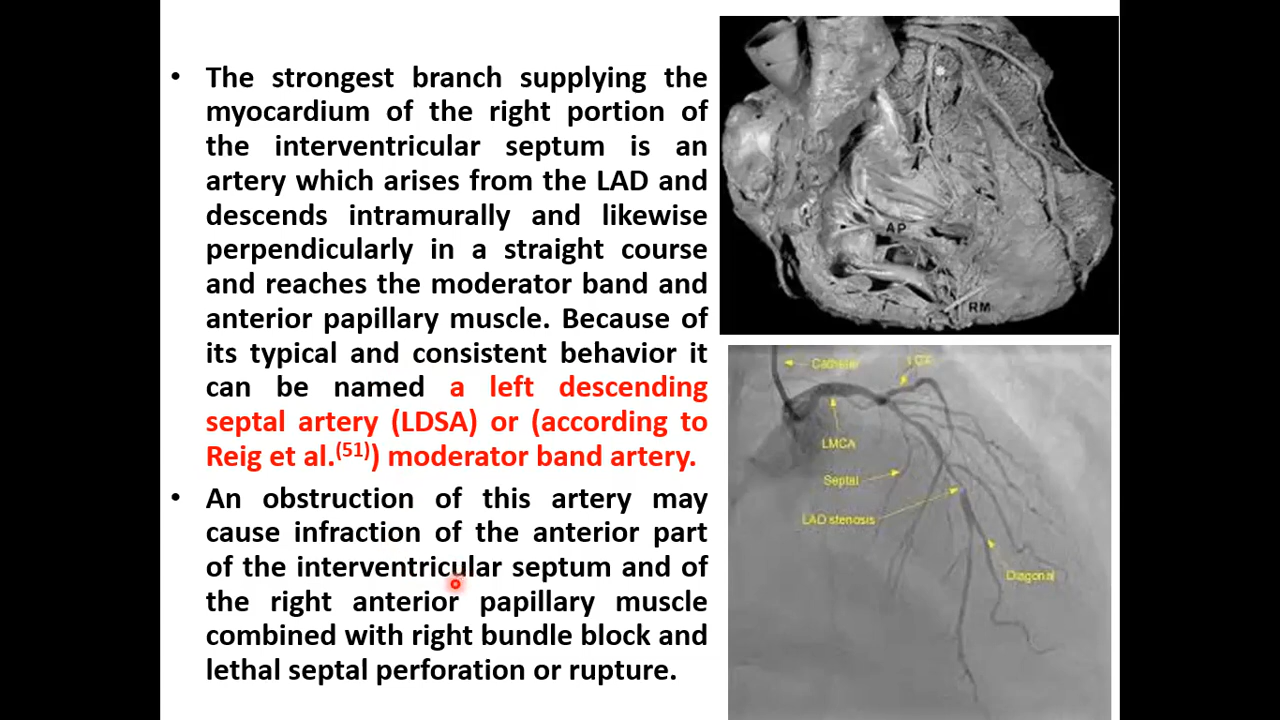 • The strongest branch supplying the
myocardium of the right portion of
the interventricular septum is an
artery which arises from the LAD and
descends intramurally and likewise
perpendicularly in a straight course
and reaches the moderator band and
anterior papillary muscle. Because of
its typical and consistent behavior it
can be named a left descending
septal artery (LDSA) or (according to
Reig et al.(51)) moderator band artery.
• An obstruction of this artery may
cause infraction of the anterior part
of the interventricular septum and of
the right anterior papillary muscle
combined with right bundle block and
lethal septal perforation or rupture.
AP
RM
Catheter
LCX
LMCA
Septal
LAD stenosis
Diagonal